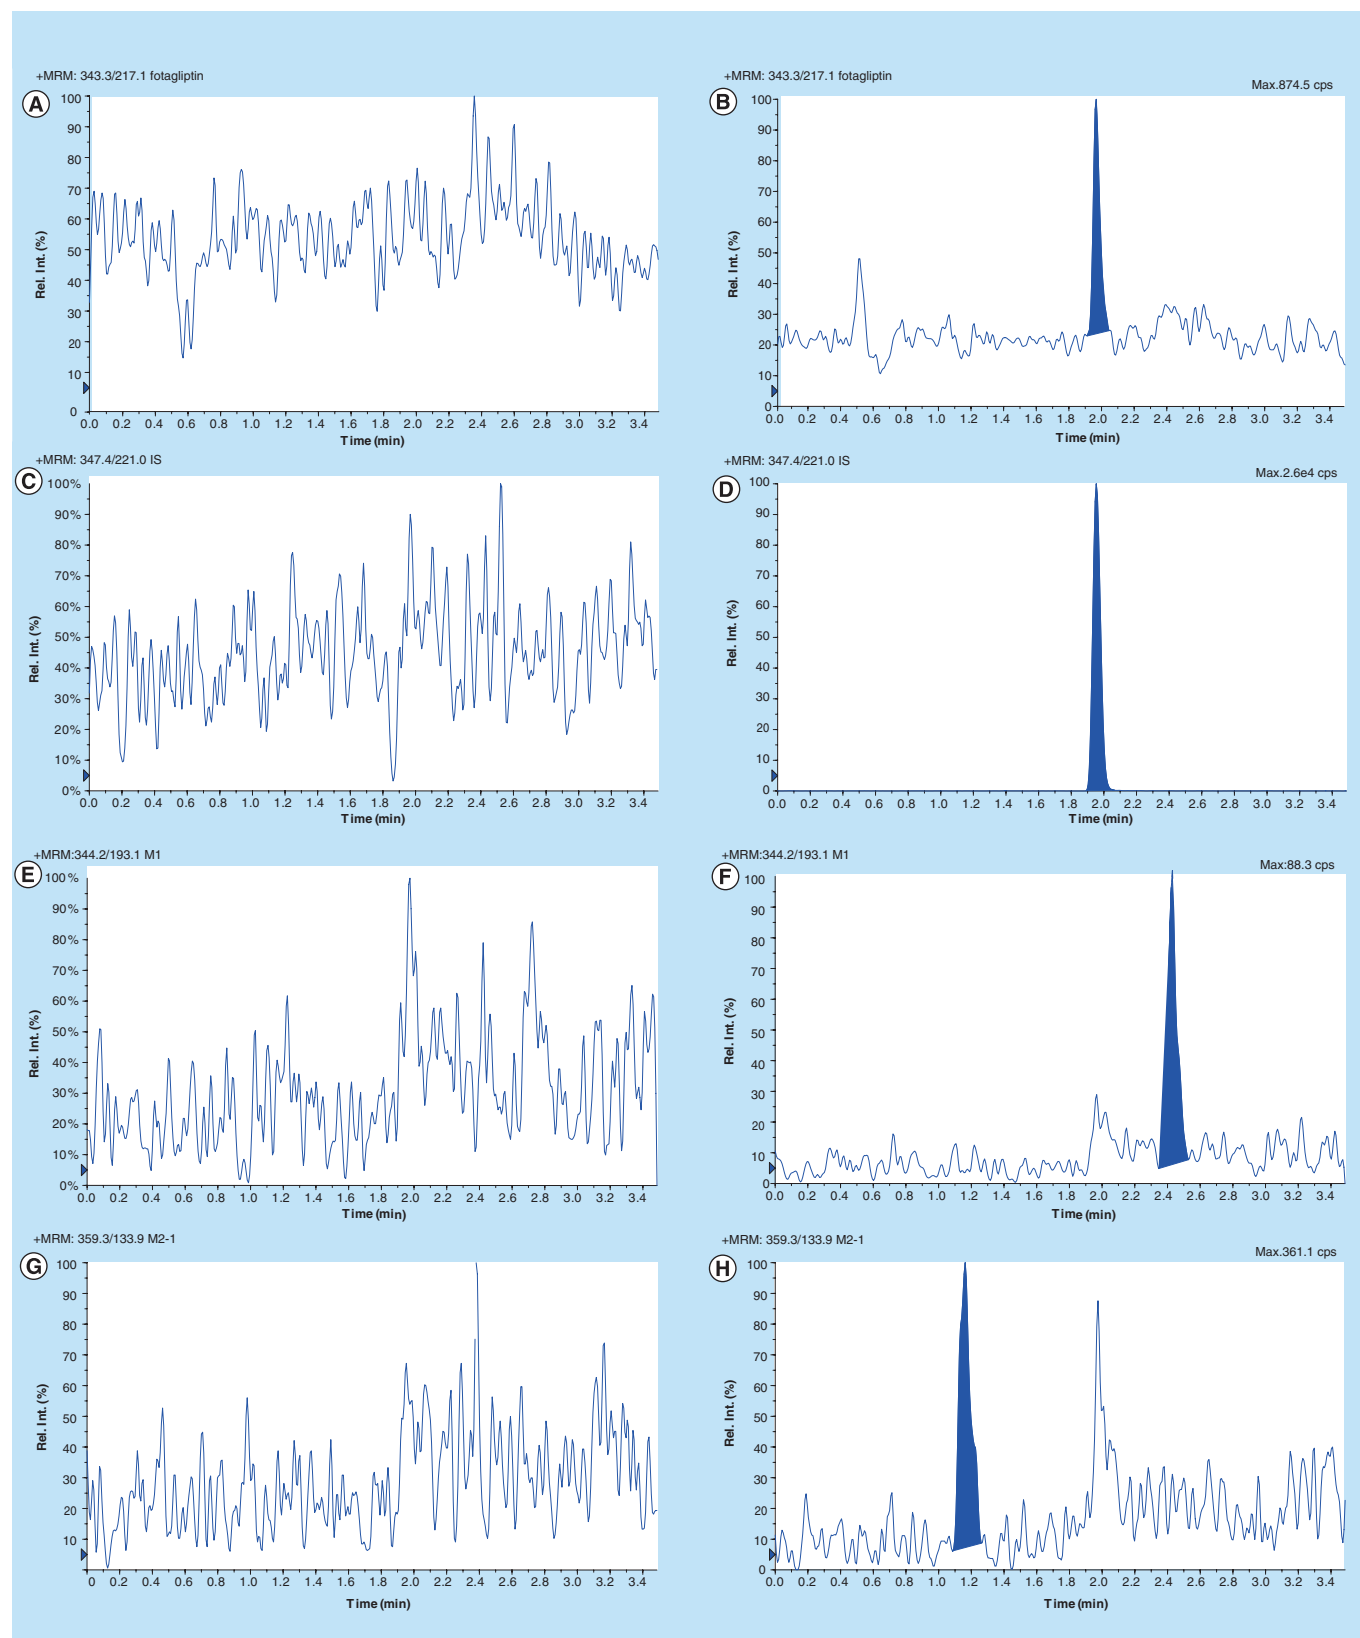 +MRM: 343.3/217.1 fotagliptin
A
100
90
80
70
60
50
40
30
20
10
0
Rel. Int. (%)
0.0 0.2 0.4 0.6 0.8 1.0 1.2 1.4 1.6 1.8 2.0 2.2 2.4 2.6 2.8 3.0 3.2 3.4
Time (min)
+MRM: 343.3/217.1 fotagliptin
Max.874.5 cps
B
100
90
80
70
60
50
40
30
20
10
0
Rel. Int. (%)
0.0 0.2 0.4 0.6 0.8 1.0 1.2 1.4 1.6 1.8 2.0 2.2 2.4 2.6 2.8 3.0 3.2 3.4
Time (min)
+MRM: 347.4/221.0 IS
C
100%
90%
80%
70%
60%
50%
40%
30%
20%
10%
0%
Rel. Int. (%)
0.0 0.2 0.4 0.6 0.8 1.0 1.2 1.4 1.6 1.8 2.0 2.2 2.4 2.6 2.8 3.0 3.2 3.4
Time (min)
+MRM: 347.4/221.0 IS
Max.2.6e4 cps
D
100
90
80
70
60
50
40
30
20
10
0
Rel. Int. (%)
0.0 0.2 0.4 0.6 0.8 1.0 1.2 1.4 1.6 1.8 2.0 2.2 2.4 2.6 2.8 3.0 3.2 3.4
Time (min)
+MRM:344.2/193.1 M1
E
100%
90%
80%
70%
60%
50%
40%
30%
20%
10%
0%
Rel. Int. (%)
0.0 0.2 0.4 0.6 0.8 1.0 1.2 1.4 1.6 1.8 2.0 2.2 2.4 2.6 2.8 3.0 3.2 3.4
Time (min)
+MRM:344.2/193.1 M1
Max:88.3 cps
F
100
90
80
70
60
50
40
30
20
10
0
Rel. Int. (%)
0.0 0.2 0.4 0.6 0.8 1.0 1.2 1.4 1.6 1.8 2.0 2.2 2.4 2.6 2.8 3.0 3.2 3.4
Time (min)
+MRM: 359.3/133.9 M2-1
G
100
90
80
70
60
50
40
30
20
10
Rel. Int. (%)
0 0.2 0.4 0.6 0.8 1.0 1.2 1.4 1.6 1.8 2.0 2.2 2.4 2.6 2.8 3.0 3.2 3.4
Time (min)
+MRM: 359.3/133.9 M2-1
Max.361.1 cps
H
100
90
80
70
60
50
40
30
20
10
0
Rel. Int. (%)
0.0 0.2 0.4 0.6 0.8 1.0 1.2 1.4 1.6 1.8 2.0 2.2 2.4 2.6 2.8 3.0 3.2 3.4
Time (min)